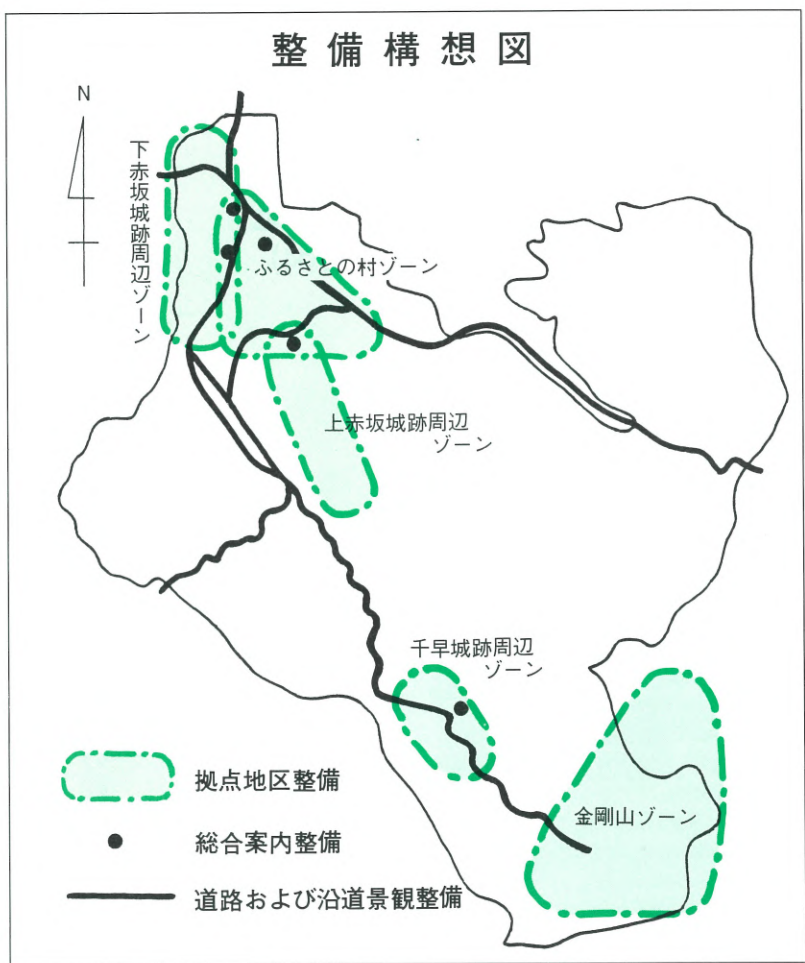 整備構想図
N
下赤坂城跡周辺ゾーン
ふるさとの村ゾーン
上赤坂城跡周辺
ゾーン
千早城跡周辺
ゾーン
金剛山ゾーン
拠点地区整備
総合案内整備
道路および沿道景観整備